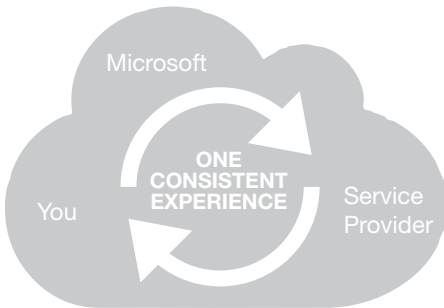 Microsoft
ONE
CONSISTENT
EXPERIENCE
You
Service
Provider